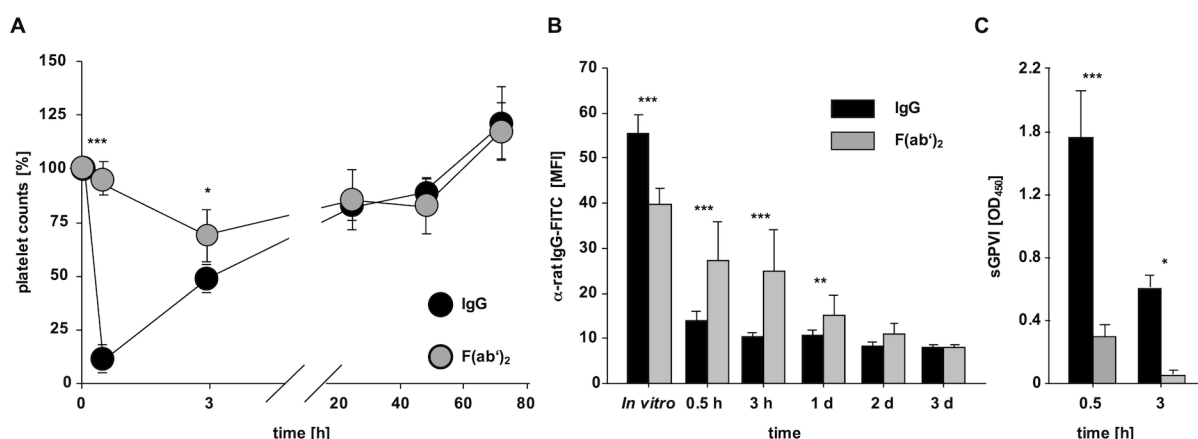 A
platelet counts [%]
150
125
100
75
50
25
0
***
*
IgG
F(ab‘)₂
0
3
20
40
60
80
time [h]
B
α-rat IgG-FITC [MFI]
70
60
50
40
30
20
10
0
***
***
***
**
IgG
F(ab‘)₂
In vitro
0.5 h
3 h
1 d
2 d
3 d
time
C
sGPVI [OD₄₅₀]
2.2
1.8
1.4
0.8
0.4
0
***
*
0.5
3
time [h]